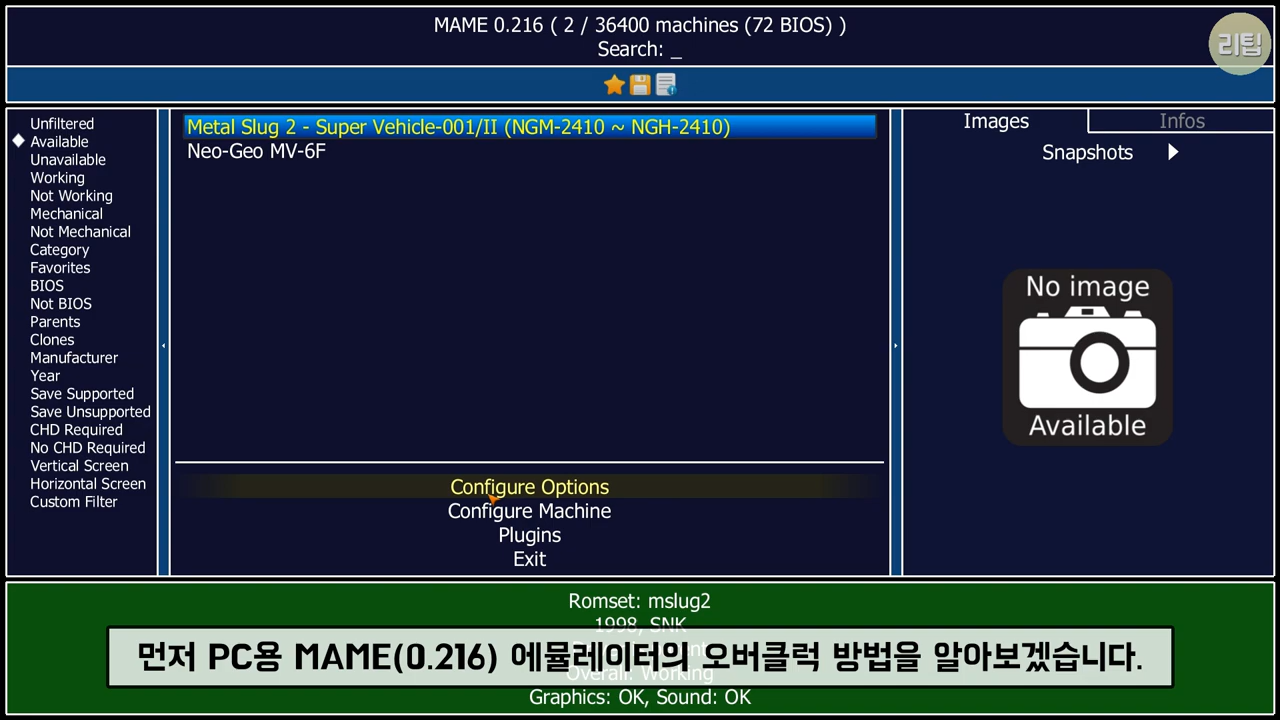 MAME 0.216 ( 2 / 36400 machines (72 BIOS) )
Search: _
리팁
Unfiltered
Available
Unavailable
Working
Not Working
Mechanical
Not Mechanical
Category
Favorites
BIOS
Not BIOS
Parents
Clones
Manufacturer
Year
Save Supported
Save Unsupported
CHD Required
No CHD Required
Vertical Screen
Horizontal Screen
Custom Filter
Metal Slug 2 - Super Vehicle-001/II (NGM-2410 ~ NGH-2410)
Neo-Geo MV-6F
Configure Options
Configure Machine
Plugins
Exit
Images
Infos
Snapshots
No image
Available
Romset: mslug2
1998, SNK
먼저 PC용 MAME(0.216) 에뮬레이터의 오버클럭 방법을 알아보겠습니다.
Overall: Working
Graphics: OK, Sound: OK